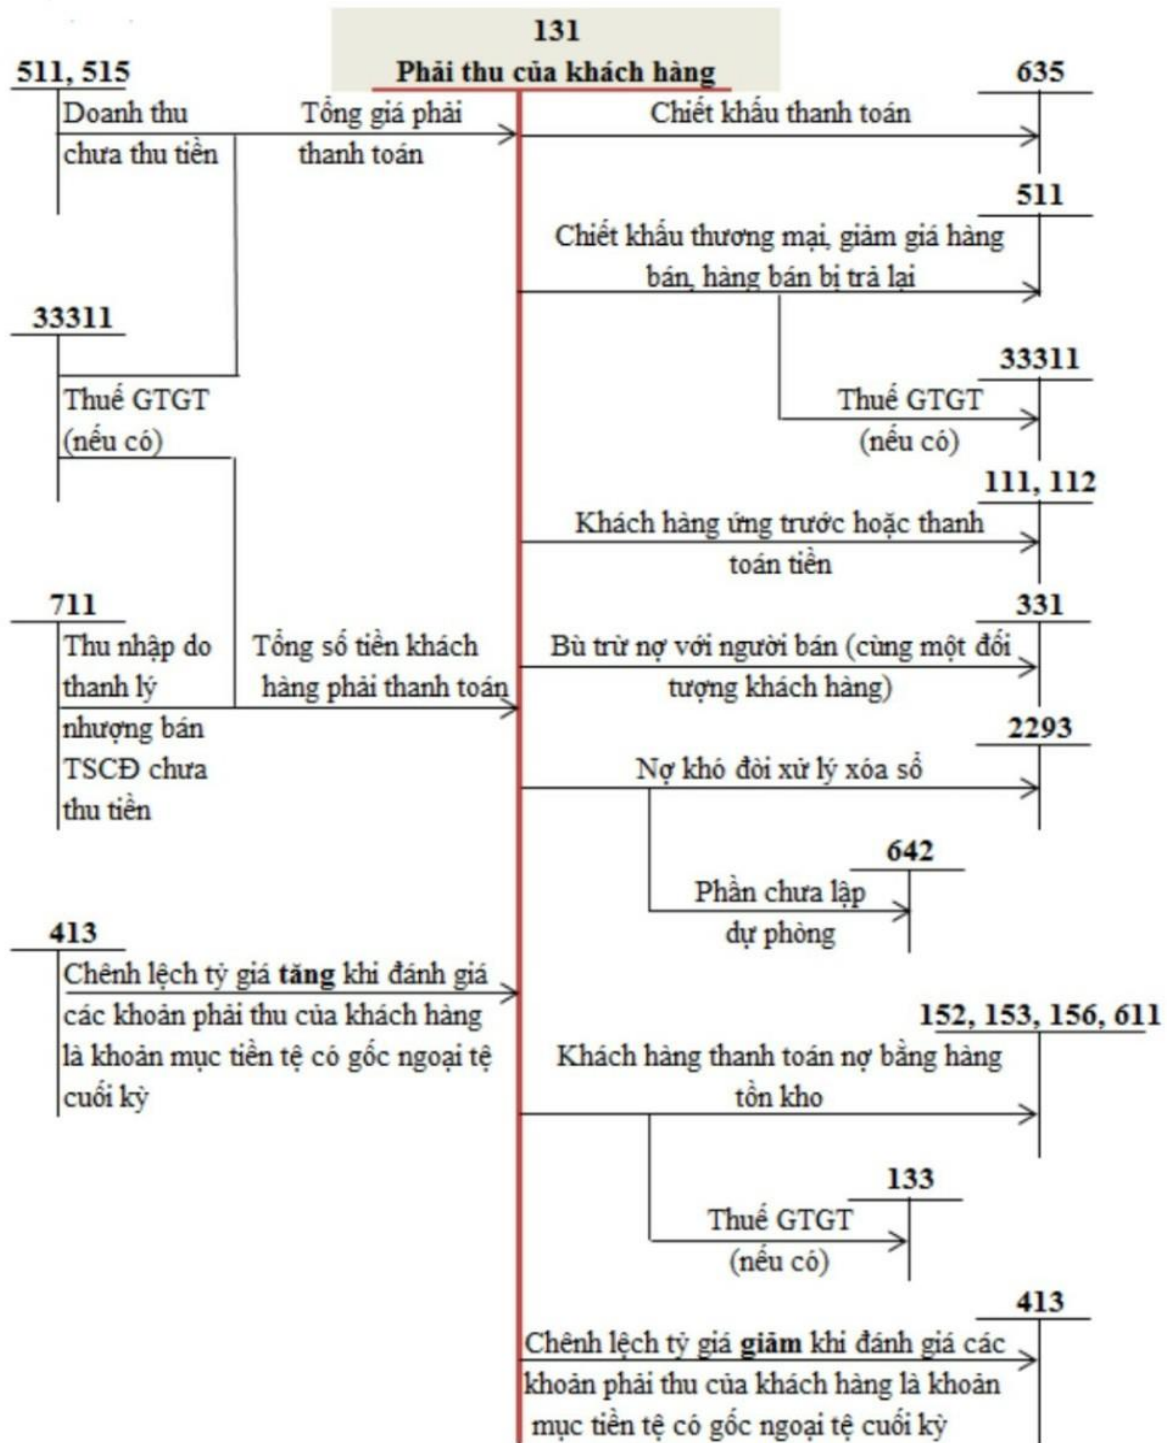 131
Phải thu của khách hàng
511, 515
Doanh thu
chưa thu tiền
Tổng giá phải
thanh toán
33311
Thuế GTGT
(nếu có)
711
Thu nhập do
thanh lý
nhượng bán
TSCĐ chưa
thu tiền
Tổng số tiền khách
hàng phải thanh toán
413
Chênh lệch tỷ giá tăng khi đánh giá
các khoản phải thu của khách hàng
là khoản mục tiền tệ có gốc ngoại tệ
cuối kỳ
635
Chiết khấu thanh toán
511
Chiết khấu thương mại, giảm giá hàng
bán, hàng bán bị trả lại
33311
Thuế GTGT
(nếu có)
111, 112
Khách hàng ứng trước hoặc thanh
toán tiền
331
Bù trừ nợ với người bán (cùng một đối
tượng khách hàng)
2293
Nợ khó đòi xử lý xóa sổ
642
Phần chưa lập
dự phòng
152, 153, 156, 611
Khách hàng thanh toán nợ bằng hàng
tồn kho
133
Thuế GTGT
(nếu có)
413
Chênh lệch tỷ giá giảm khi đánh giá các
khoản phải thu của khách hàng là khoản
mục tiền tệ có gốc ngoại tệ cuối kỳ